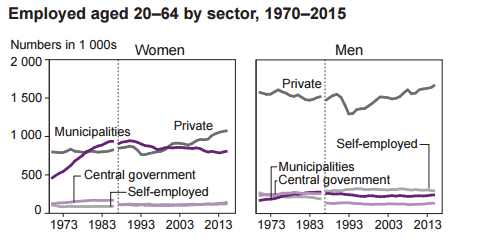 Employed aged 20–64 by sector, 1970–2015
Numbers in 1 000s
Women
Men
2 000
1 500
1 000
500
0
Municipalities
Private
Central government
Self-employed
1973 1983 1993 2003 2013
Private
Self-employed
Municipalities
Central government
1973 1983 1993 2003 2013